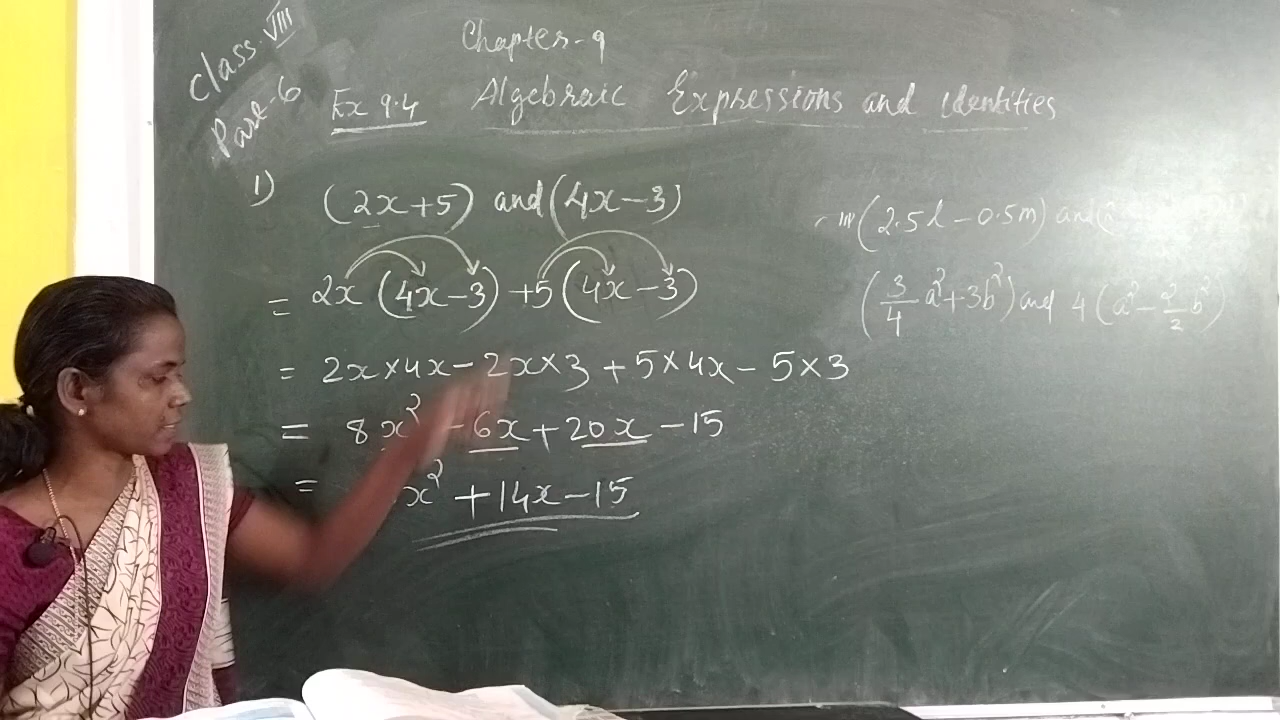 Class. VIII
Part-6
Chapter-9
Ex 9.4 Algebraic Expressions and identities
1) (2x+5) and (4x-3)
= 2x (4x-3) +5 (4x-3)
= 2x×4x- 2x×3 +5×4x- 5×3
= 8x² -6x +20x -15
= x² +14x -15
(2.5l - 0.5m) and
(3/4 a²+3b²) and 4 (a²- 2/2 b²)